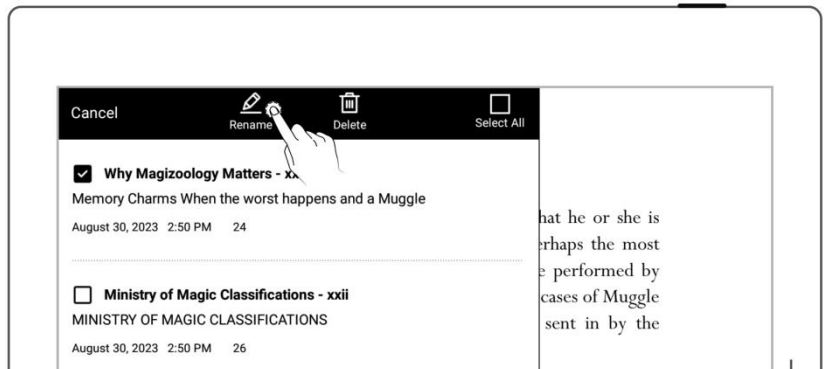 Cancel
Rename
Delete
Select All
Why Magizoology Matters -
Memory Charms When the worst happens and a Muggle
August 30, 2023 2:50 PM 24
Ministry of Magic Classifications - xxii
MINISTRY OF MAGIC CLASSIFICATIONS
August 30, 2023 2:50 PM 26
he or she is
the most
performed by
cases of Muggle
sent in by the